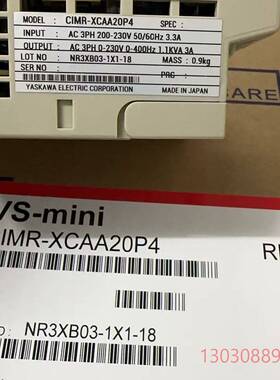 MODEL : CIMR-XCAA20P4 SPEC :
INPUT : AC 3PH 200-230V 50/60Hz 3.3A
OUTPUT : AC 3PH 0-230V 0-400Hz 1.1KVA 3A
LOT NO : NR3XB03-1X1-18 MASS : 0.9kg
SER NO : PRG :
YASKAWA ELECTRIC CORPORATION MADE IN JAPAN
VS-mini
CIMR-XCAA20P4
NR3XB03-1X1-18
13030889